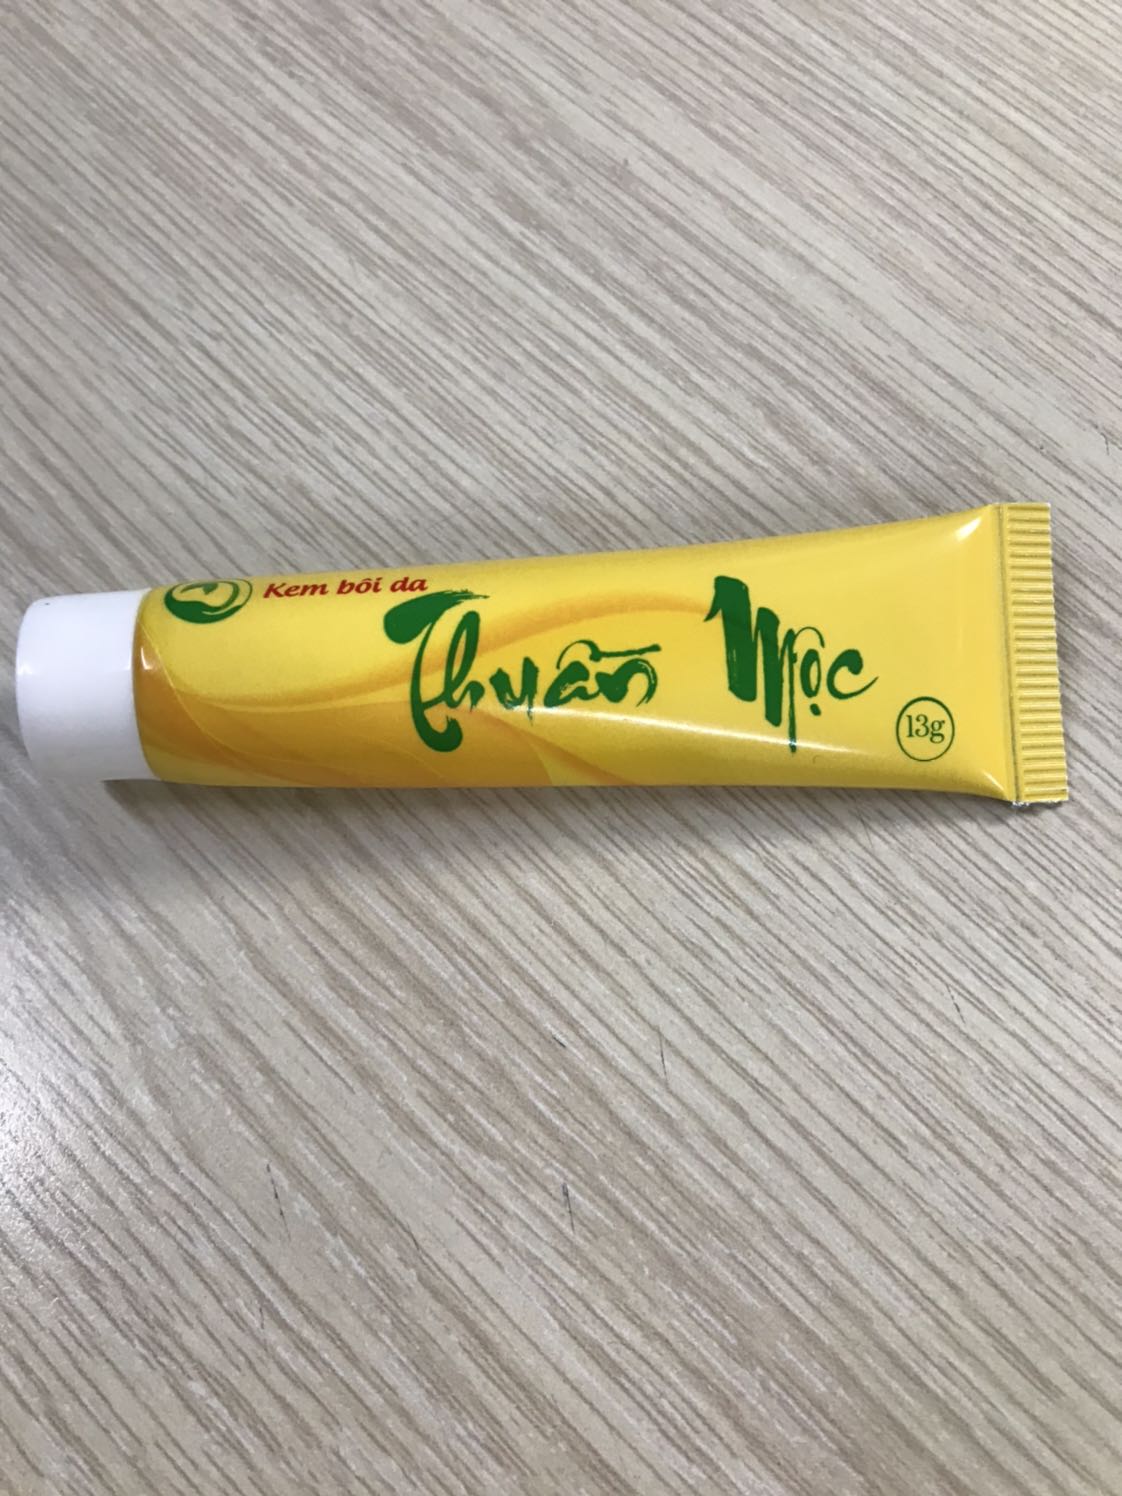 Kem bôi da
Thuần Mộc
13g